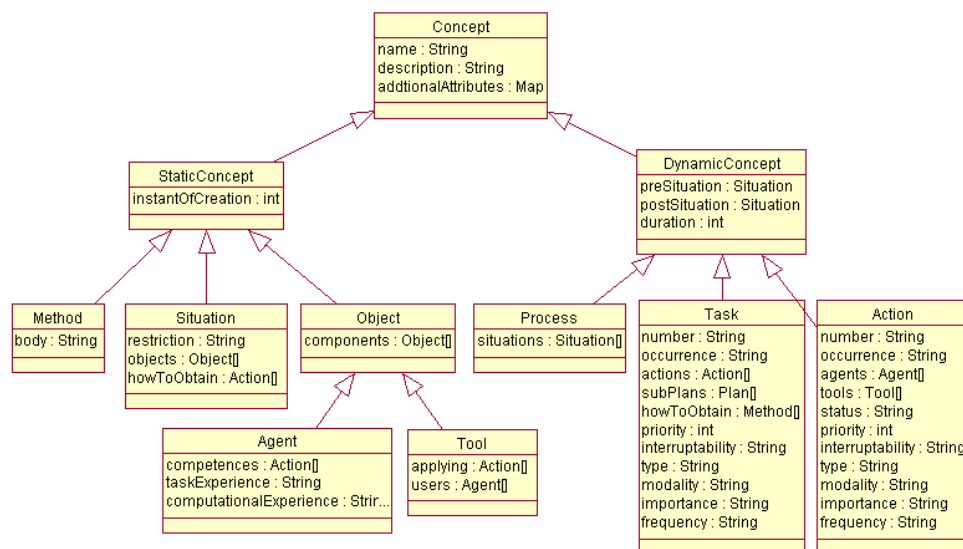 Concept
name : String
description : String
addtionalAttributes : Map
StaticConcept
instantOfCreation : int
DynamicConcept
preSituation : Situation
postSituation : Situation
duration : int
Method
body : String
Situation
restriction : String
objects : Object[]
howToObtain : Action[]
Object
components : Object[]
Process
situations : Situation[]
Task
number : String
occurrence : String
actions : Action[]
subPlans : Plan[]
howToObtain : Method[]
priority : int
interruptability : String
type : String
modality : String
importance : String
frequency : String
Action
number : String
occurrence : String
agents : Agent[]
tools : Tool[]
status : String
priority : int
interruptability : String
type : String
modality : String
importance : String
frequency : String
Agent
competences : Action[]
taskExperience : String
computationalExperience : Strir...
Tool
applying : Action[]
users : Agent[]